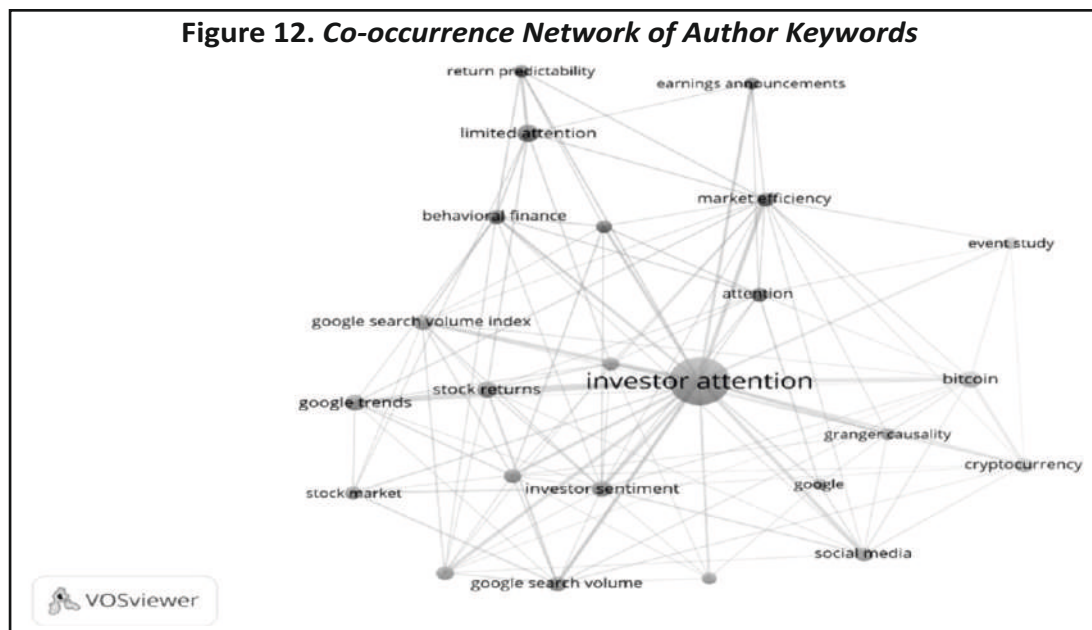 Figure 12. Co-occurrence Network of Author Keywords
return predictability
earnings announcements
limited attention
market efficiency
behavioral finance
event study
attention
google search volume index
investor attention
bitcoin
stock returns
google trends
granger causality
cryptocurrency
google
investor sentiment
stock market
social media
google search volume
VOSviewer